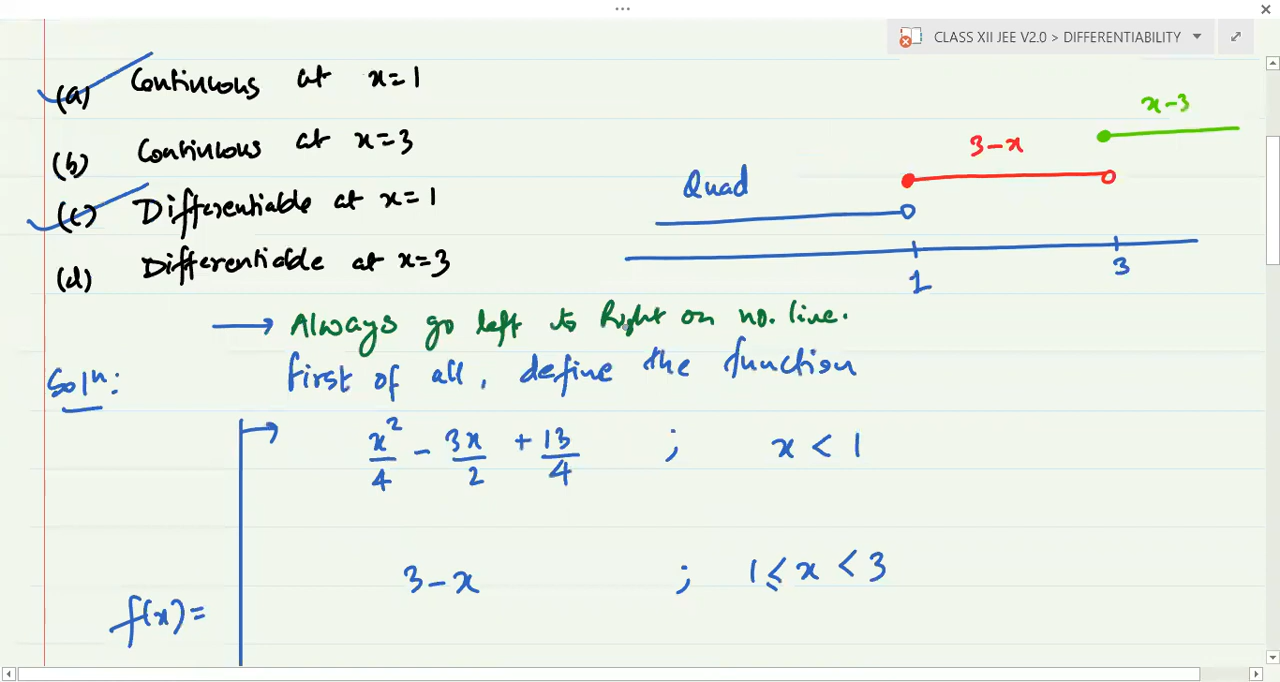 CLASS XII JEE V2.0 > DIFFERENTIABILITY
(a) Continuous at x=1
(b) Continuous at x=3
(c) Differentiable at x=1
(d) Differentiable at x=3
x-3
3-x
Quad
1 3
→ Always go left to Right on no. line.
Solⁿ: first of all, define the function
x²/4 - 3x/2 + 13/4 ; x < 1
3-x ; 1 ≤ x < 3
f(x)=